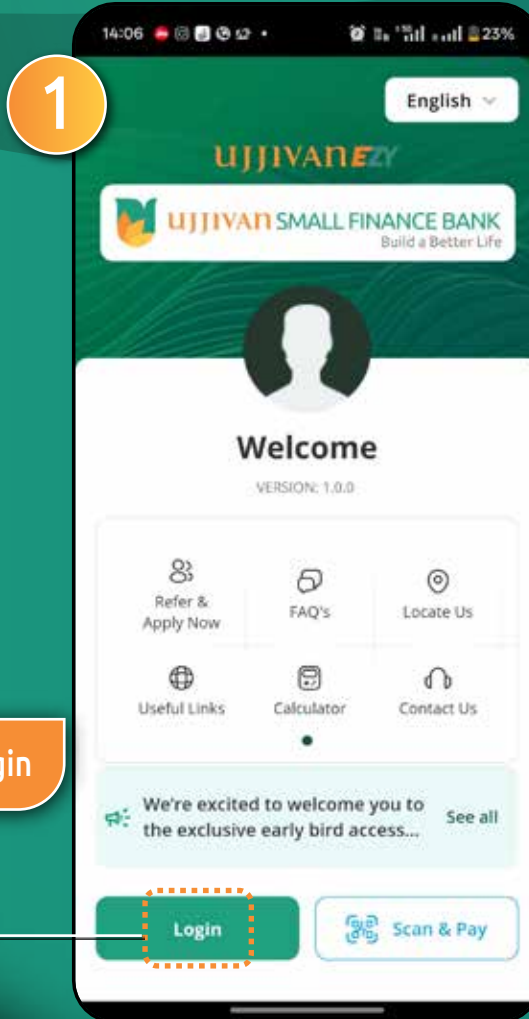 1
14:06
23%
English
UJJIVAN EZY
UJJIVAN SMALL FINANCE BANK
Build a Better Life
Welcome
VERSION: 1.0.0
Refer &
Apply Now
FAQ's
Locate Us
Useful Links
Calculator
Contact Us
We're excited to welcome you to
the exclusive early bird access...
See all
gin
Login
Scan & Pay